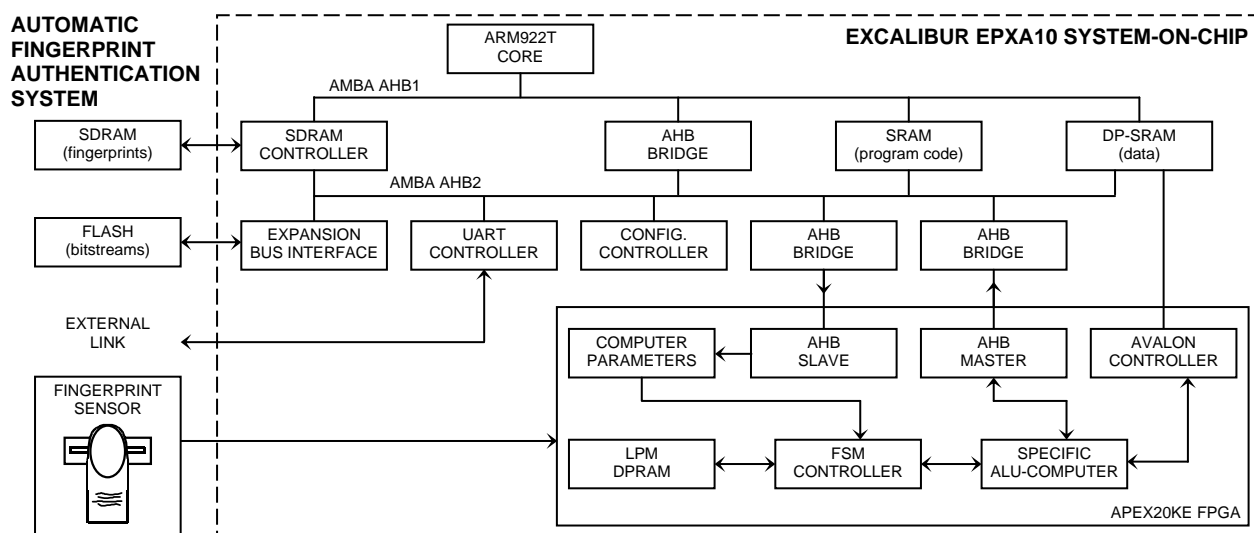 AUTOMATIC
FINGERPRINT
AUTHENTICATION
SYSTEM
EXCALIBUR EPXA10 SYSTEM-ON-CHIP
ARM922T
CORE
AMBA AHB1
SDRAM
(fingerprints)
SDRAM
CONTROLLER
AHB
BRIDGE
SRAM
(program code)
DP-SRAM
(data)
AMBA AHB2
FLASH
(bitstreams)
EXPANSION
BUS INTERFACE
UART
CONTROLLER
CONFIG.
CONTROLLER
AHB
BRIDGE
AHB
BRIDGE
EXTERNAL
LINK
COMPUTER
PARAMETERS
AHB
SLAVE
AHB
MASTER
AVALON
CONTROLLER
FINGERPRINT
SENSOR
LPM
DPRAM
FSM
CONTROLLER
SPECIFIC
ALU-COMPUTER
APEX20KE FPGA